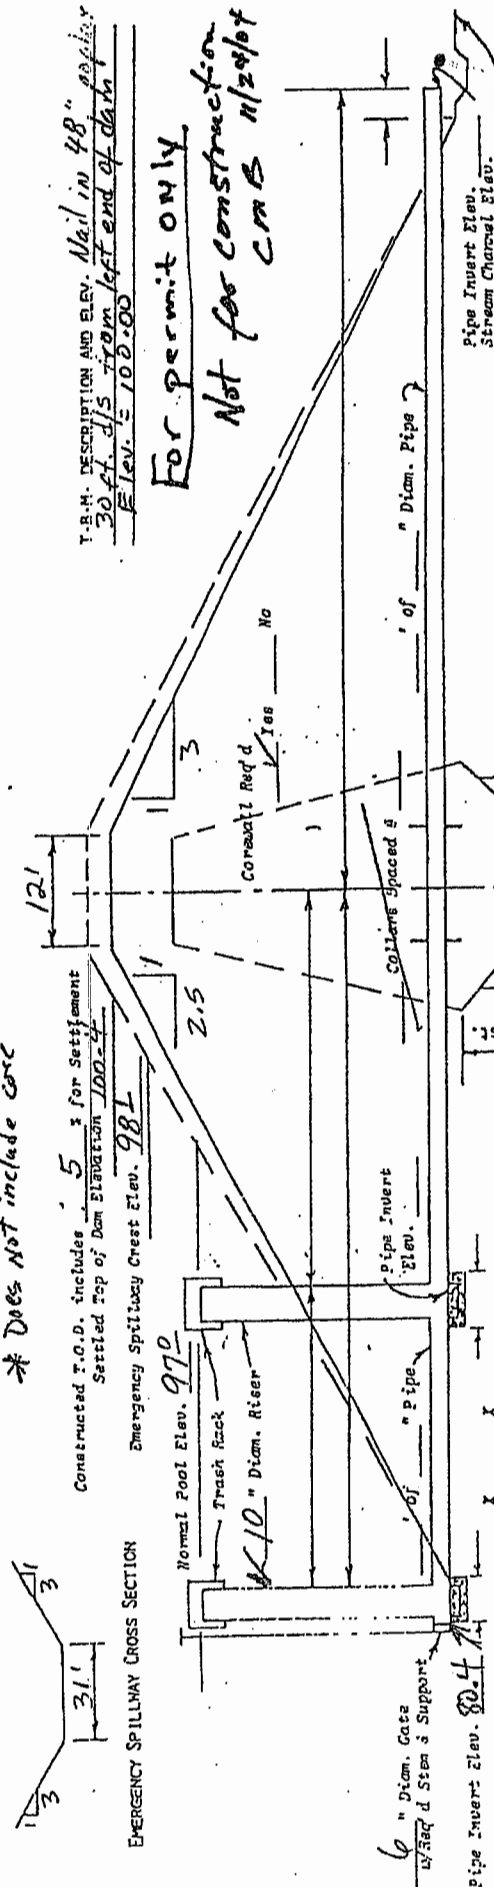 * Does Not include core
Constructed T.O.D. includes 5 % for Settlement
Settled Top of Dam Elevation 100.4
Emergency Spillway Crest Elev. 98.1
Normal Pool Elev. 97.0
Trash Rack
10 " Diam. Riser
1
3
31'
1
3
EMERGENCY SPILLWAY CROSS SECTION
12'
1
2.5
1
3
T.B.M. DESCRIPTION AND ELEV. Nail in 48"
30 ft. d/s from left end of dam
Elev. = 100.00
For permit ONLY
Not for construction
CMB 11/24/04
Corewall Req'd
Yes No
Collars Spaced @
' of " Diam. Pipe
Pipe Invert
Elev.
' of " Pipe
6 " Diam. Gate
w/Req'd Stem & Support
Pipe Invert Elev. 80.4
X
X
Pipe Invert Elev.
Stream Channel Elev.